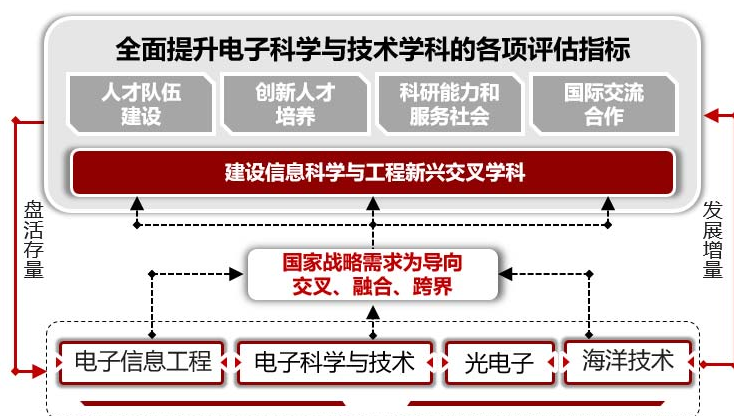 全面提升电子科学与技术学科的各项评估指标
人才队伍
建设
创新人才
培养
科研能力和
服务社会
国际交流
合作
建设信息科学与工程新兴交叉学科
盘活存量
发展增量
国家战略需求为导向
交叉、融合、跨界
电子信息工程
电子科学与技术
光电子
海洋技术